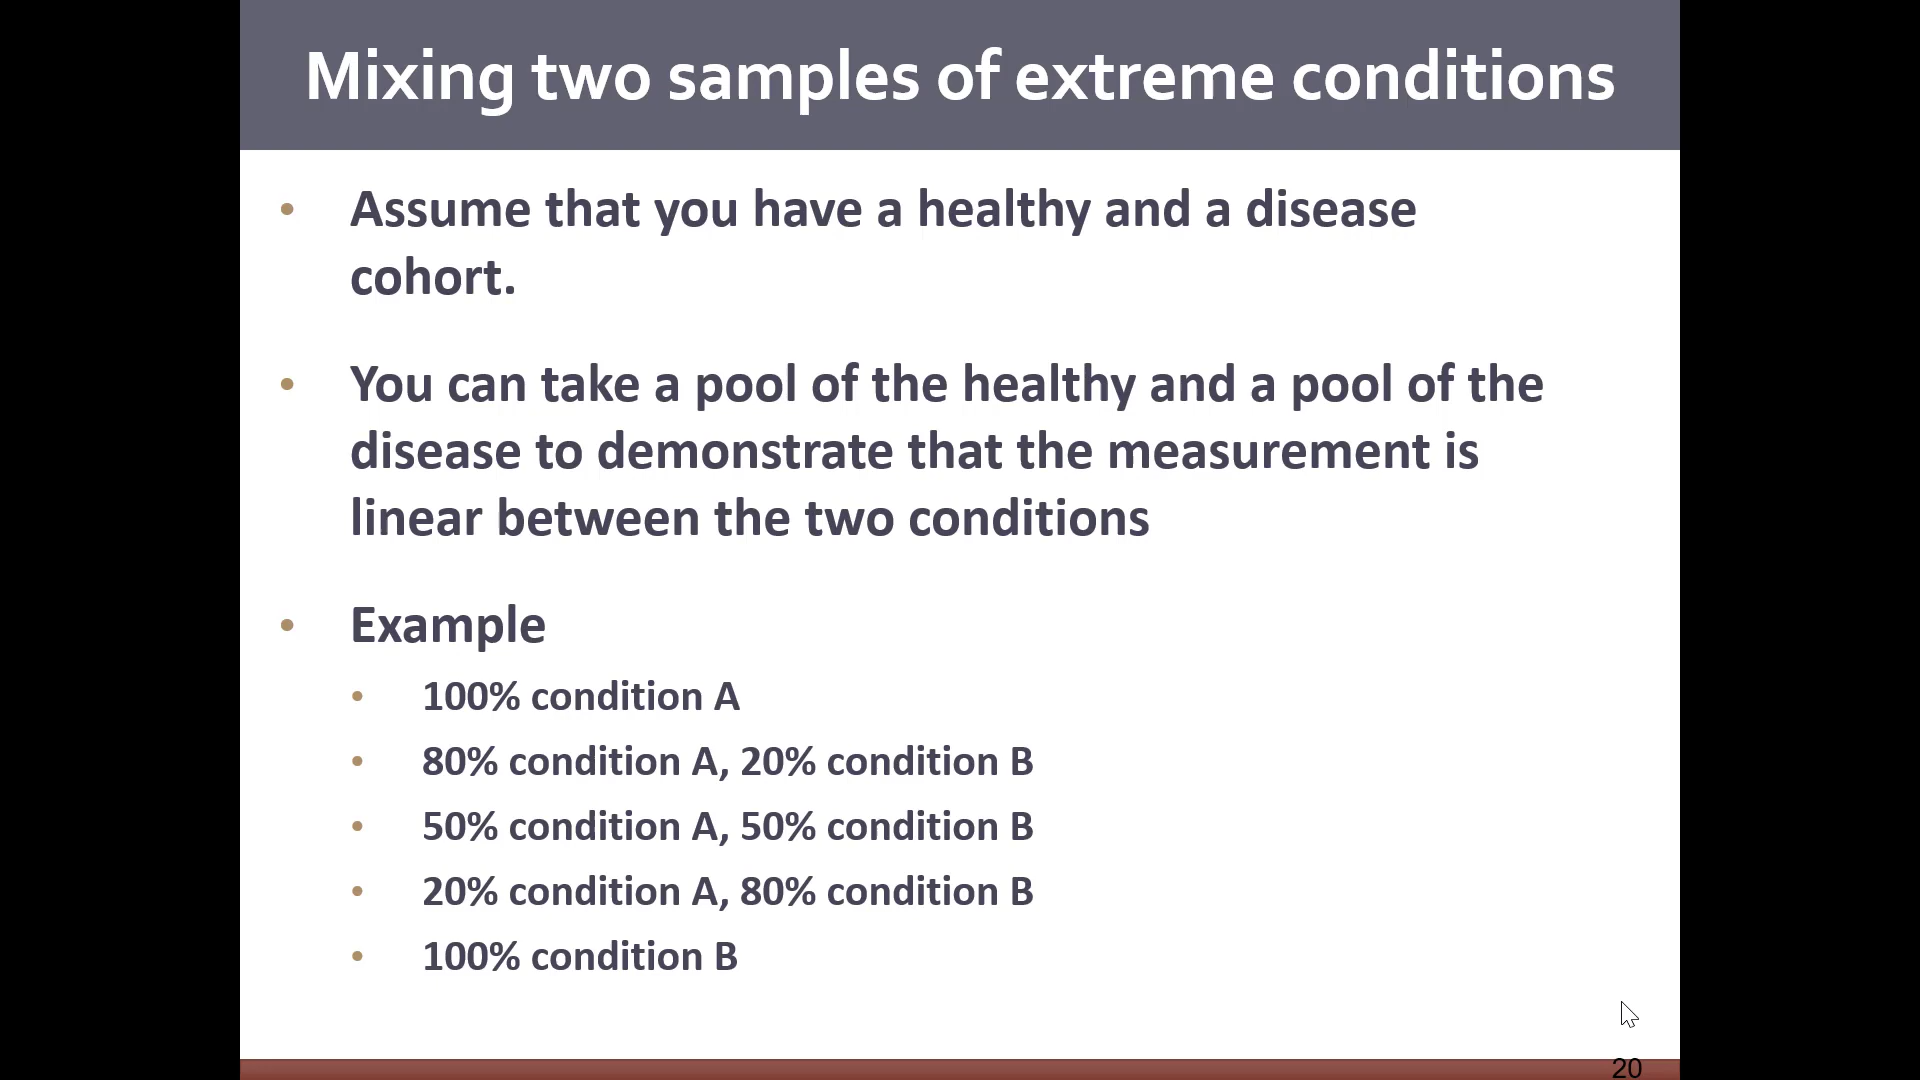 Mixing two samples of extreme conditions
• Assume that you have a healthy and a disease
cohort.
• You can take a pool of the healthy and a pool of the
disease to demonstrate that the measurement is
linear between the two conditions
• Example
• 100% condition A
• 80% condition A, 20% condition B
• 50% condition A, 50% condition B
• 20% condition A, 80% condition B
• 100% condition B
20